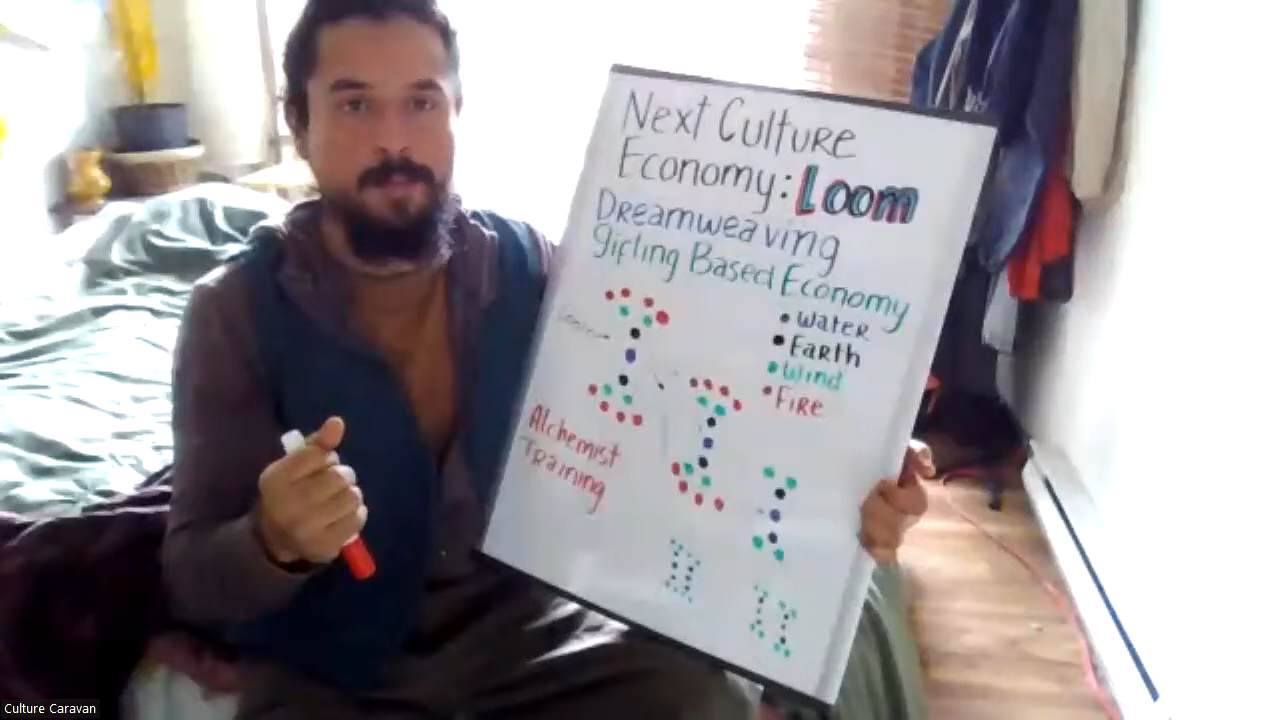 Next Culture
Economy: Loom
Dreamweaving
gifting Based Economy
• Water
• Earth
• Wind
• Fire
Alchemist
Training
Culture Caravan